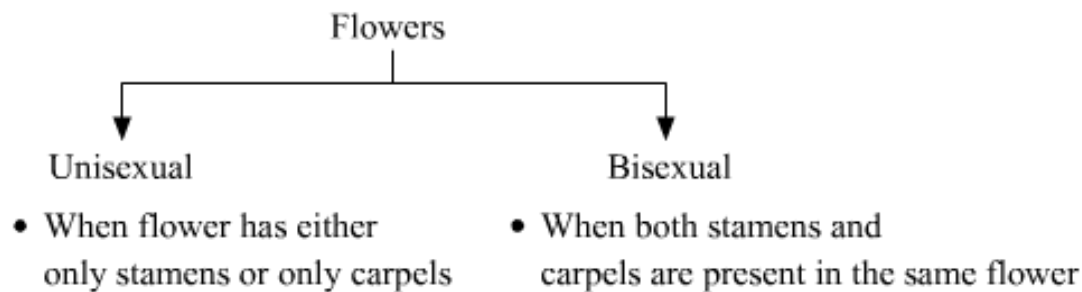 Flowers
Unisexual
Bisexual
• When flower has either
only stamens or only carpels
• When both stamens and
carpels are present in the same flower